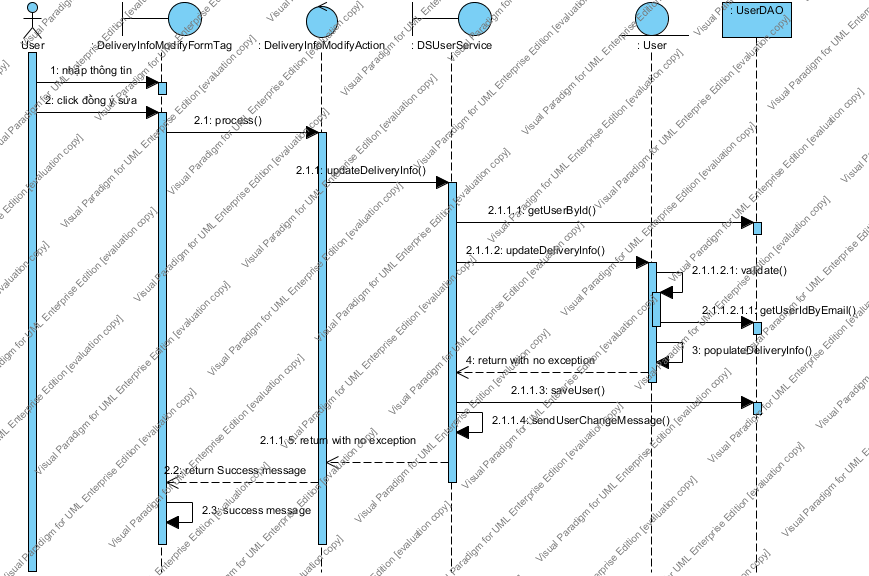 User
DeliveryInfoModifyFormTag
: DeliveryInfoModifyAction
: DSUserService
: User
: UserDAO
1: nhập thông tin
2: click đồng ý sửa
2.1: process()
2.1.1: updateDeliveryInfo()
2.1.1.1: getUserById()
2.1.1.2: updateDeliveryInfo()
2.1.1.2.1: validate()
2.1.1.2.1.1: getUserIdByEmail()
3: populateDeliveryInfo()
4: return with no exception
2.1.1.3: saveUser()
2.1.1.4: sendUserChangeMessage()
2.1.1.5: return with no exception
2.2: return Success message
2.3: success message
Visual Paradigm for UML Enterprise Edition [evaluation copy]